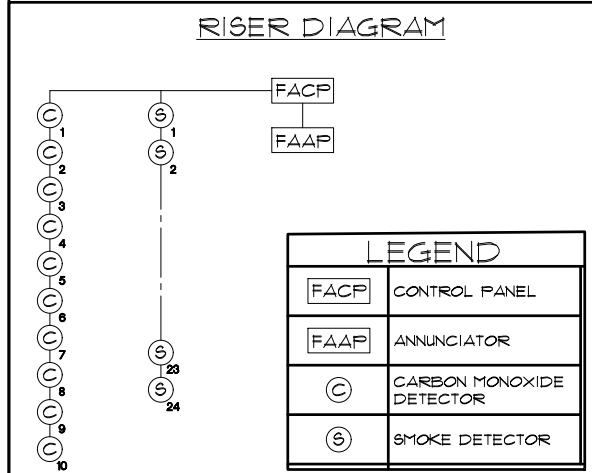 RISER DIAGRAM
FACP
FAAP
C
1
C
2
C
3
C
4
C
5
C
6
C
7
C
8
C
9
C
10
S
1
S
2
S
23
S
24
LEGEND
FACP CONTROL PANEL
FAAP ANNUNCIATOR
C CARBON MONOXIDE
DETECTOR
S SMOKE DETECTOR